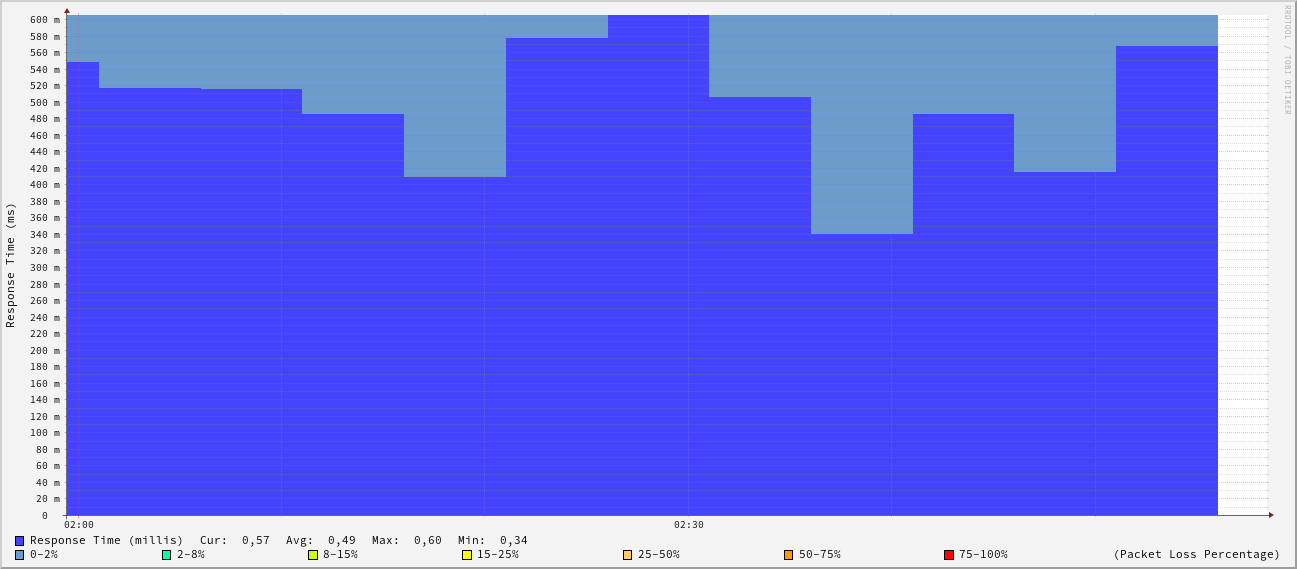 RRDTOOL / TOBI OETIKER
Response Time (ms)
600 m
580 m
560 m
540 m
520 m
500 m
480 m
460 m
440 m
420 m
400 m
380 m
360 m
340 m
320 m
300 m
280 m
260 m
240 m
220 m
200 m
180 m
160 m
140 m
120 m
100 m
80 m
60 m
40 m
20 m
0
02:00 02:30
Response Time (millis) Cur: 0,57 Avg: 0,49 Max: 0,60 Min: 0,34
0-2% 2-8% 8-15% 15-25% 25-50% 50-75% 75-100% (Packet Loss Percentage)